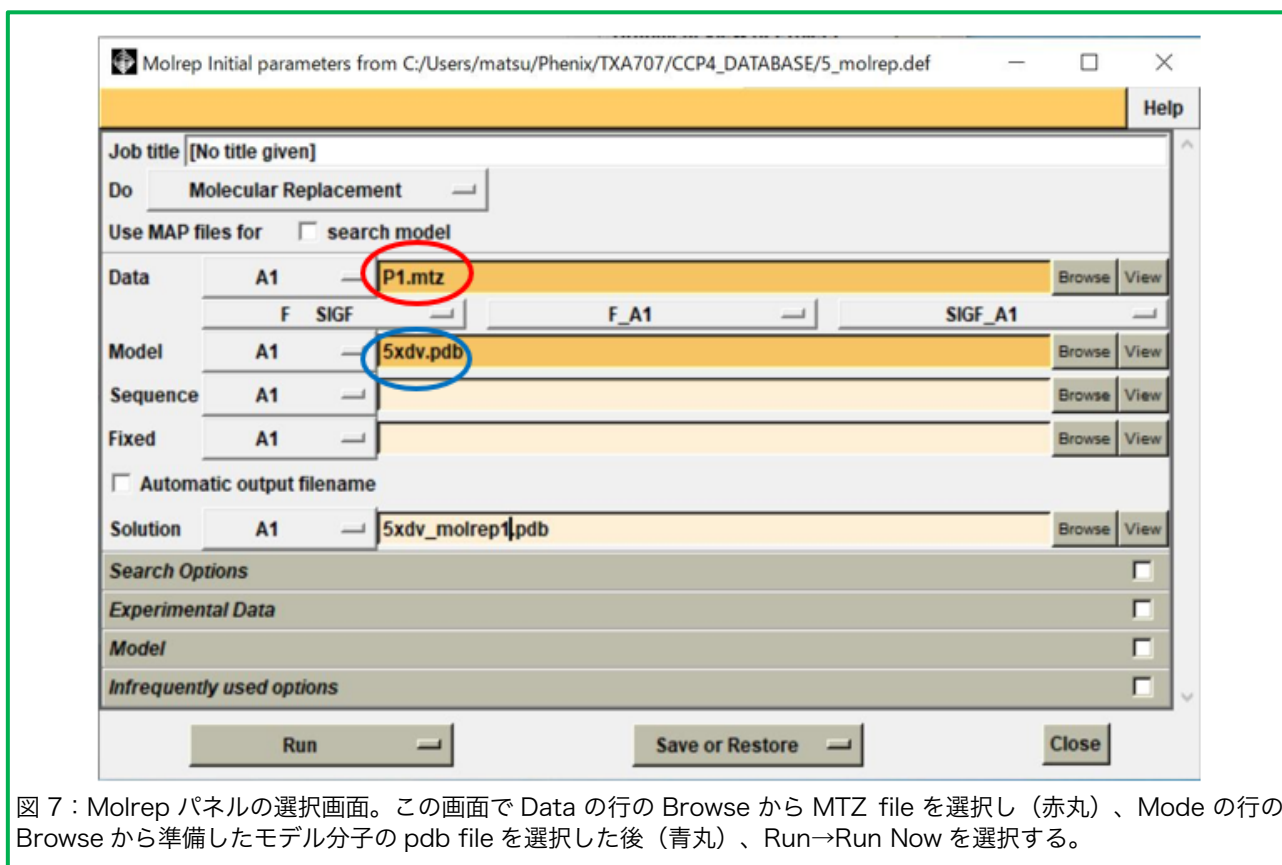 Molrep Initial parameters from C:/Users/matsu/Phenix/TXA707/CCP4_DATABASE/5_molrep.def
Help
Job title [No title given]
Do Molecular Replacement
Use MAP files for search model
Data A1 P1.mtz Browse View
F SIGF F_A1 SIGF_A1
Model A1 5xdv.pdb Browse View
Sequence A1 Browse View
Fixed A1 Browse View
Automatic output filename
Solution A1 5xdv_molrep1.pdb Browse View
Search Options
Experimental Data
Model
Infrequently used options
Run Save or Restore Close
図 7：Molrep パネルの選択画面。この画面で Data の行の Browse から MTZ file を選択し（赤丸）、Mode の行の
Browse から準備したモデル分子の pdb file を選択した後（青丸）、Run→Run Now を選択する。